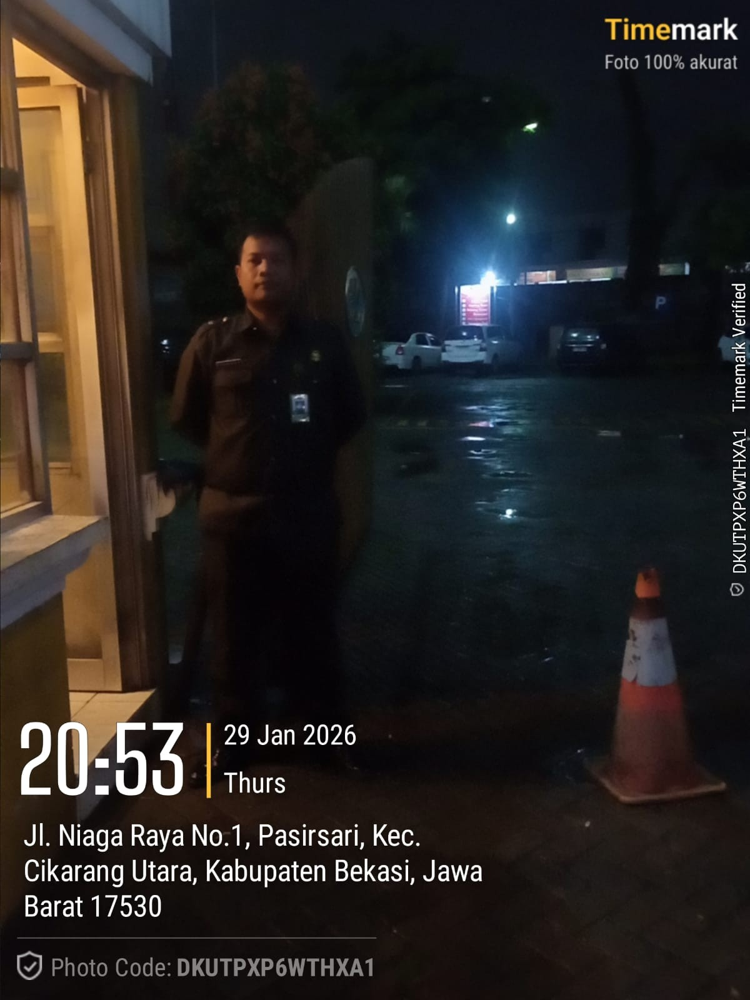 Timemark
Foto 100% akurat
P
DKUTPXP6WTHXA1 Timemark Verified
20:53
29 Jan 2026
Thurs
Jl. Niaga Raya No.1, Pasirsari, Kec.
Cikarang Utara, Kabupaten Bekasi, Jawa
Barat 17530
Photo Code: DKUTPXP6WTHXA1